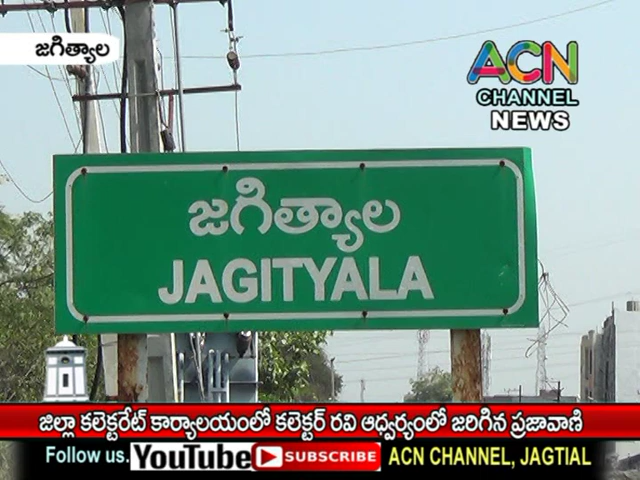 జగిత్యాల
ACN
CHANNEL
NEWS
జగిత్యాల
JAGITYALA
జిల్లా కలెక్టరేట్ కార్యాలయంలో కలెక్టర్ రవి ఆధ్వర్యంలో జరిగిన ప్రజావాణి
Follow us. YouTube SUBSCRIBE ACN CHANNEL, JAGTIAL